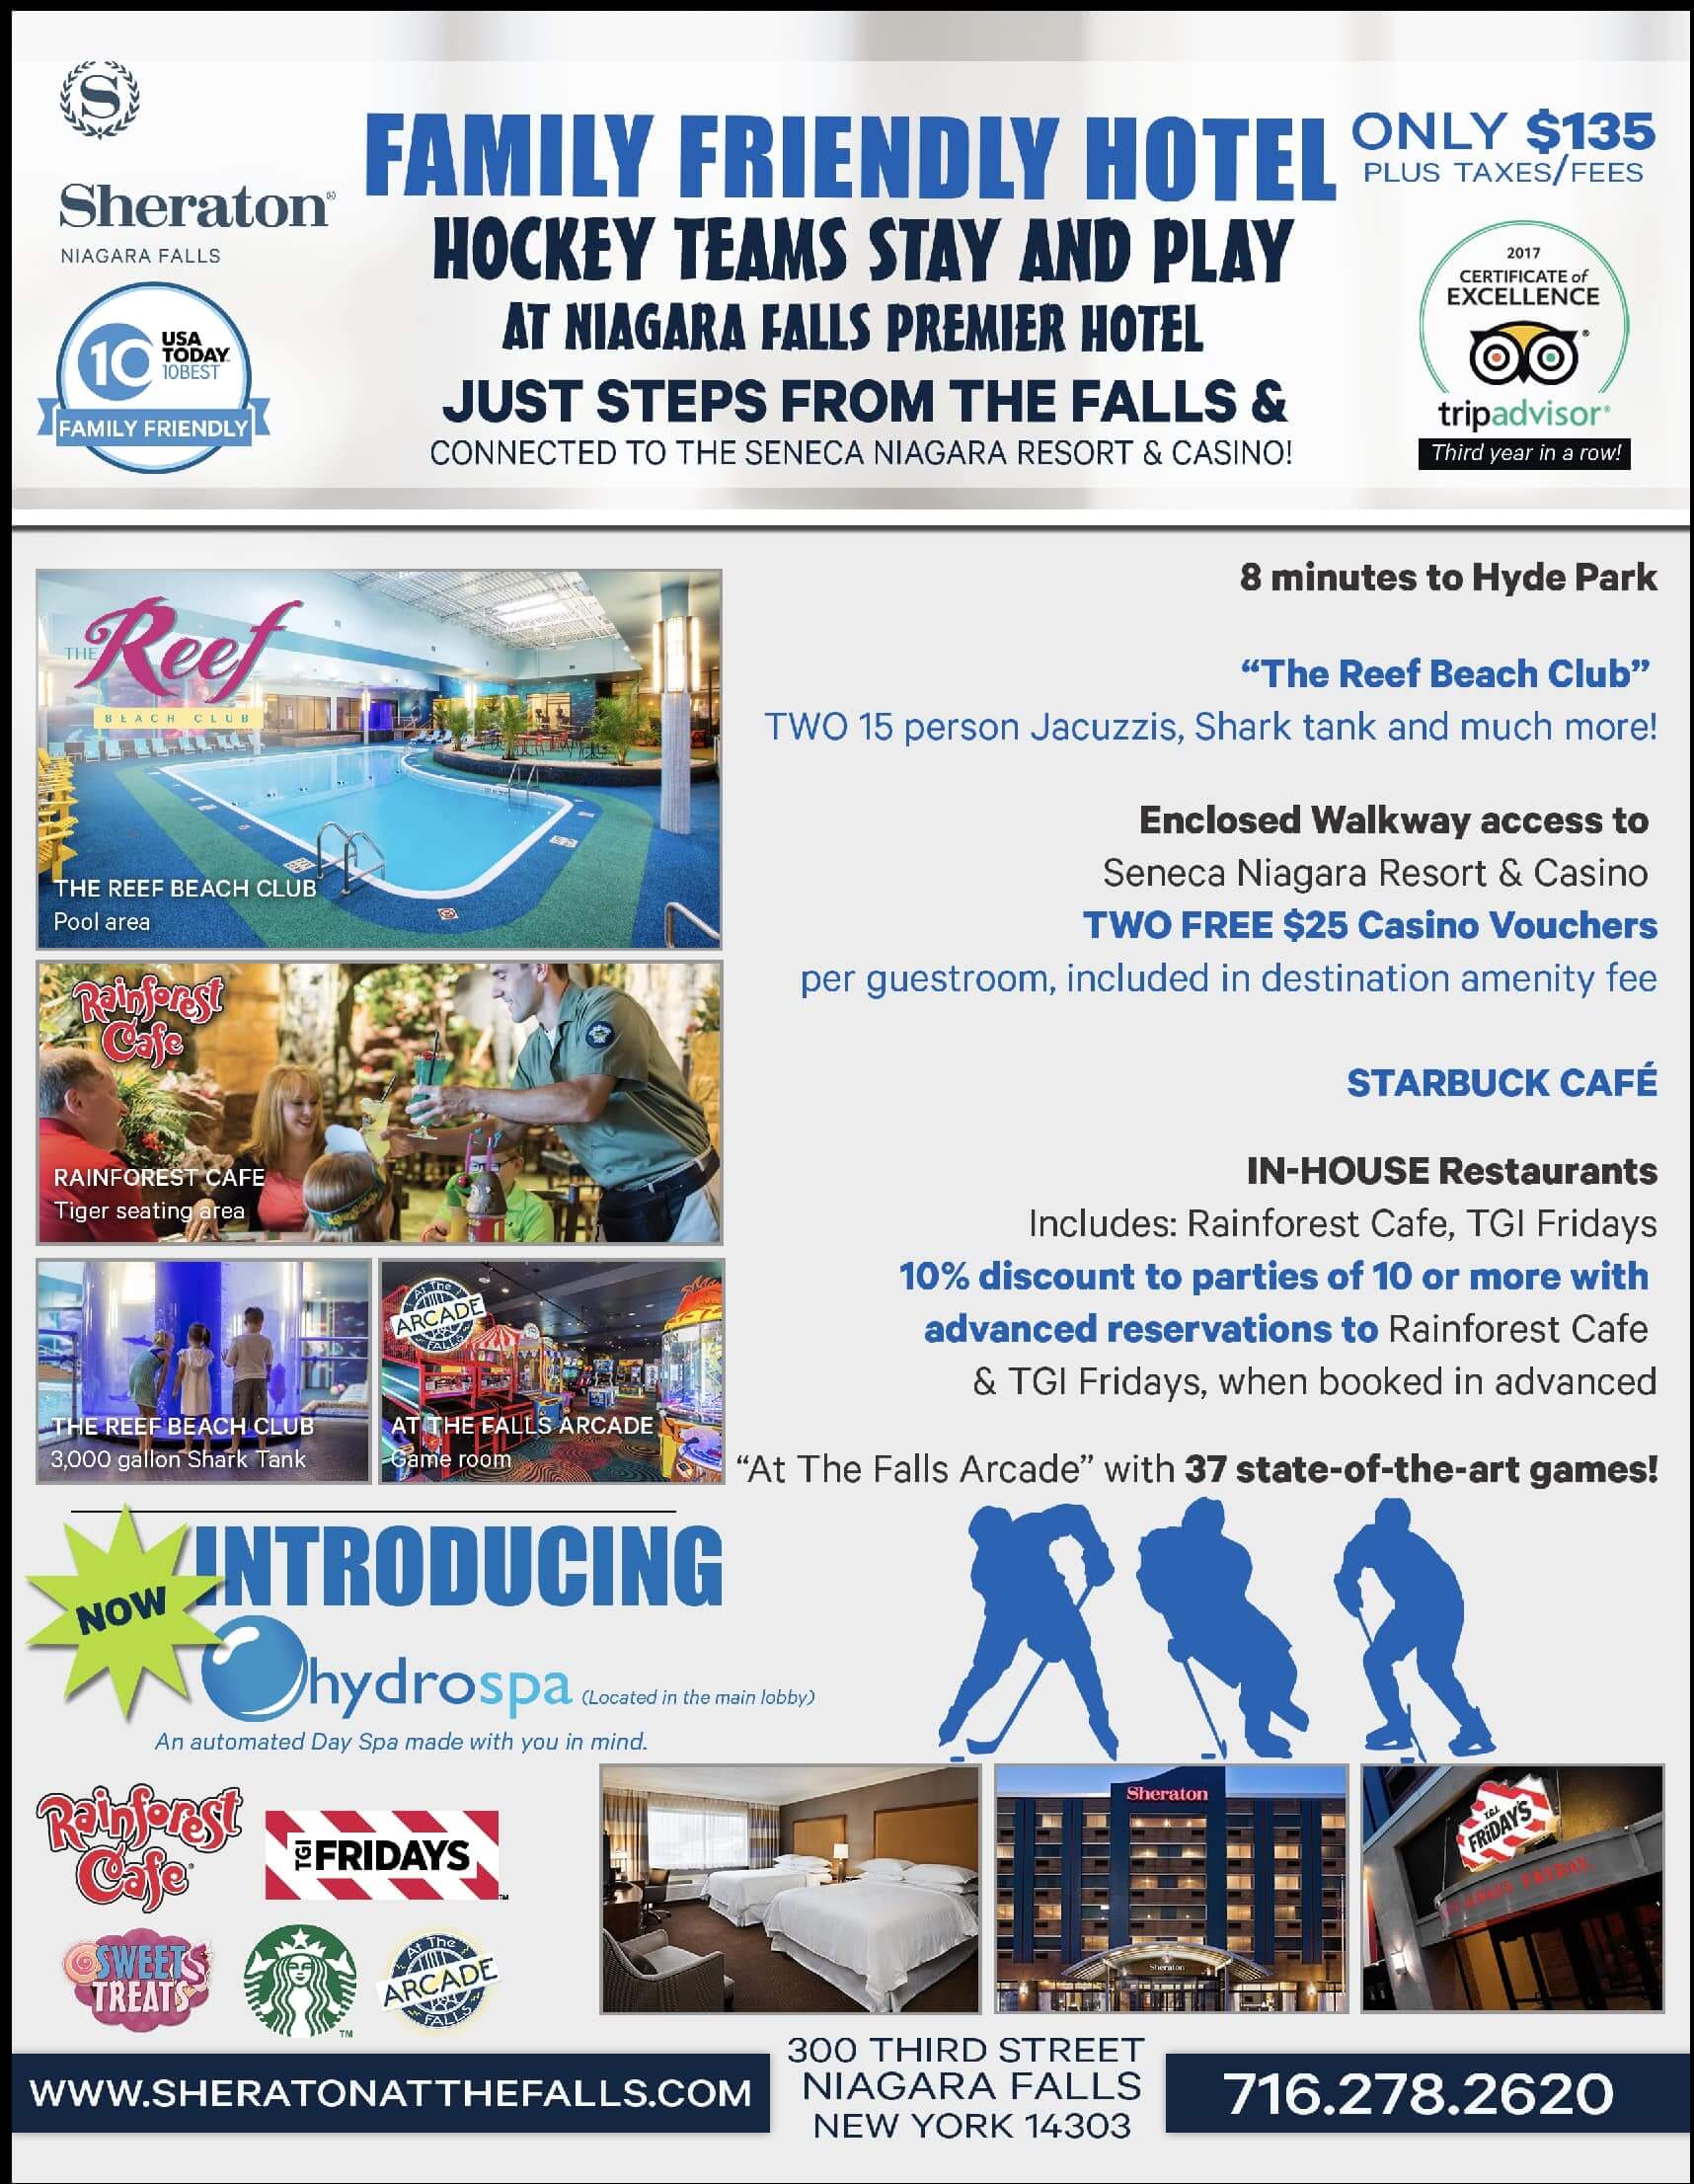 S
Sheraton®
NIAGARA FALLS
10 USA TODAY 10BEST
FAMILY FRIENDLY
FAMILY FRIENDLY HOTEL
HOCKEY TEAMS STAY AND PLAY
AT NIAGARA FALLS PREMIER HOTEL
JUST STEPS FROM THE FALLS &
CONNECTED TO THE SENECA NIAGARA RESORT & CASINO!
ONLY $135
PLUS TAXES/FEES
2017
CERTIFICATE of
EXCELLENCE
tripadvisor®
Third year in a row!
THE Reef
BEACH CLUB
THE REEF BEACH CLUB
Pool area
Rainforest
Cafe
RAINFOREST CAFE
Tiger seating area
THE REEF BEACH CLUB
3,000 gallon Shark Tank
At The
ARCADE
FALLS
AT THE FALLS ARCADE
Game room
8 minutes to Hyde Park
“The Reef Beach Club”
TWO 15 person Jacuzzis, Shark tank and much more!
Enclosed Walkway access to
Seneca Niagara Resort & Casino
TWO FREE $25 Casino Vouchers
per guestroom, included in destination amenity fee
STARBUCK CAFÉ
IN-HOUSE Restaurants
Includes: Rainforest Cafe, TGI Fridays
10% discount to parties of 10 or more with
advanced reservations to Rainforest Cafe
& TGI Fridays, when booked in advanced
“At The Falls Arcade” with 37 state-of-the-art games!
NOW
INTRODUCING
hydrospa (Located in the main lobby)
An automated Day Spa made with you in mind.
Rainforest
Cafe
TGI FRIDAYS™
SWEETS
TREATS
TM
At The
ARCADE
FALLS
Sheraton
Sheraton
T.G.I.
FRIDAY'S
WWW.SHERATONATTHEFALLS.COM
300 THIRD STREET
NIAGARA FALLS
NEW YORK 14303
716.278.2620